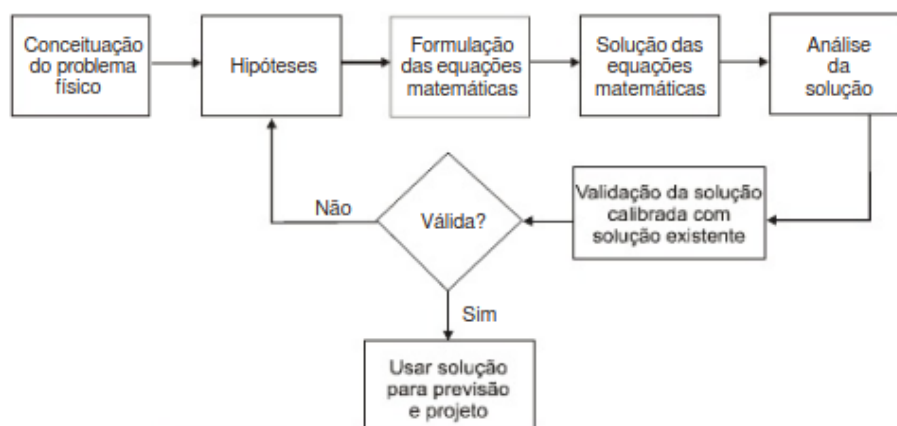 Conceituação
do problema
físico
Hipóteses
Formulação
das equações
matemáticas
Solução das
equações
matemáticas
Análise
da
solução
Validação da solução
calibrada com
solução existente
Válida?
Não
Sim
Usar solução
para previsão
e projeto